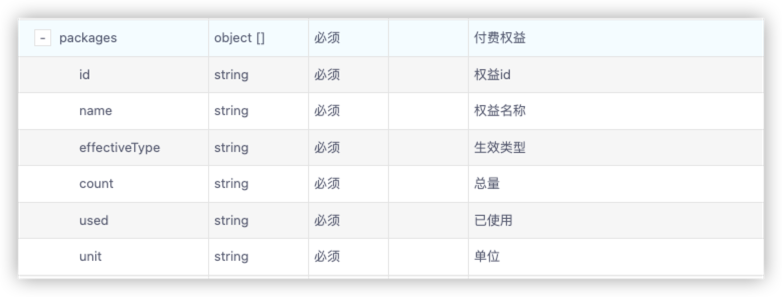 packages object [] 必须 付费权益
id string 必须 权益id
name string 必须 权益名称
effectiveType string 必须 生效类型
count string 必须 总量
used string 必须 已使用
unit string 必须 单位